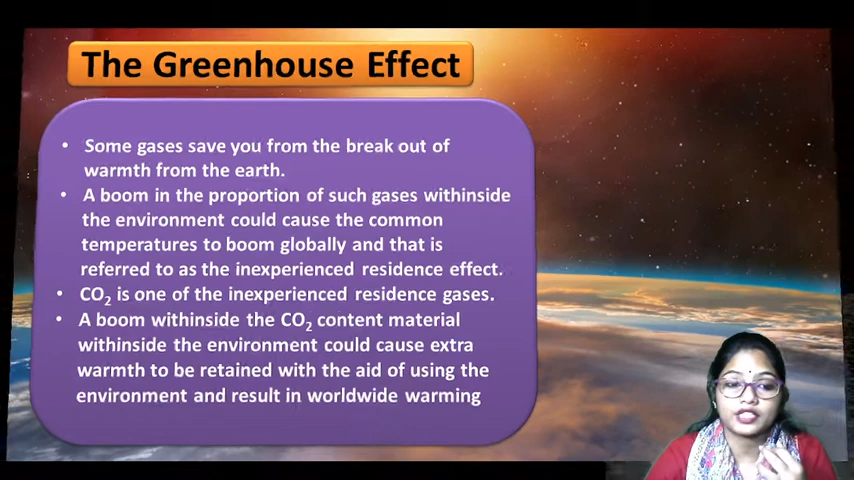 The Greenhouse Effect
• Some gases save you from the break out of
warmth from the earth.
• A boom in the proportion of such gases withinside
the environment could cause the common
temperatures to boom globally and that is
referred to as the inexperienced residence effect.
• CO₂ is one of the inexperienced residence gases.
• A boom withinside the CO₂ content material
withinside the environment could cause extra
warmth to be retained with the aid of using the
environment and result in worldwide warming